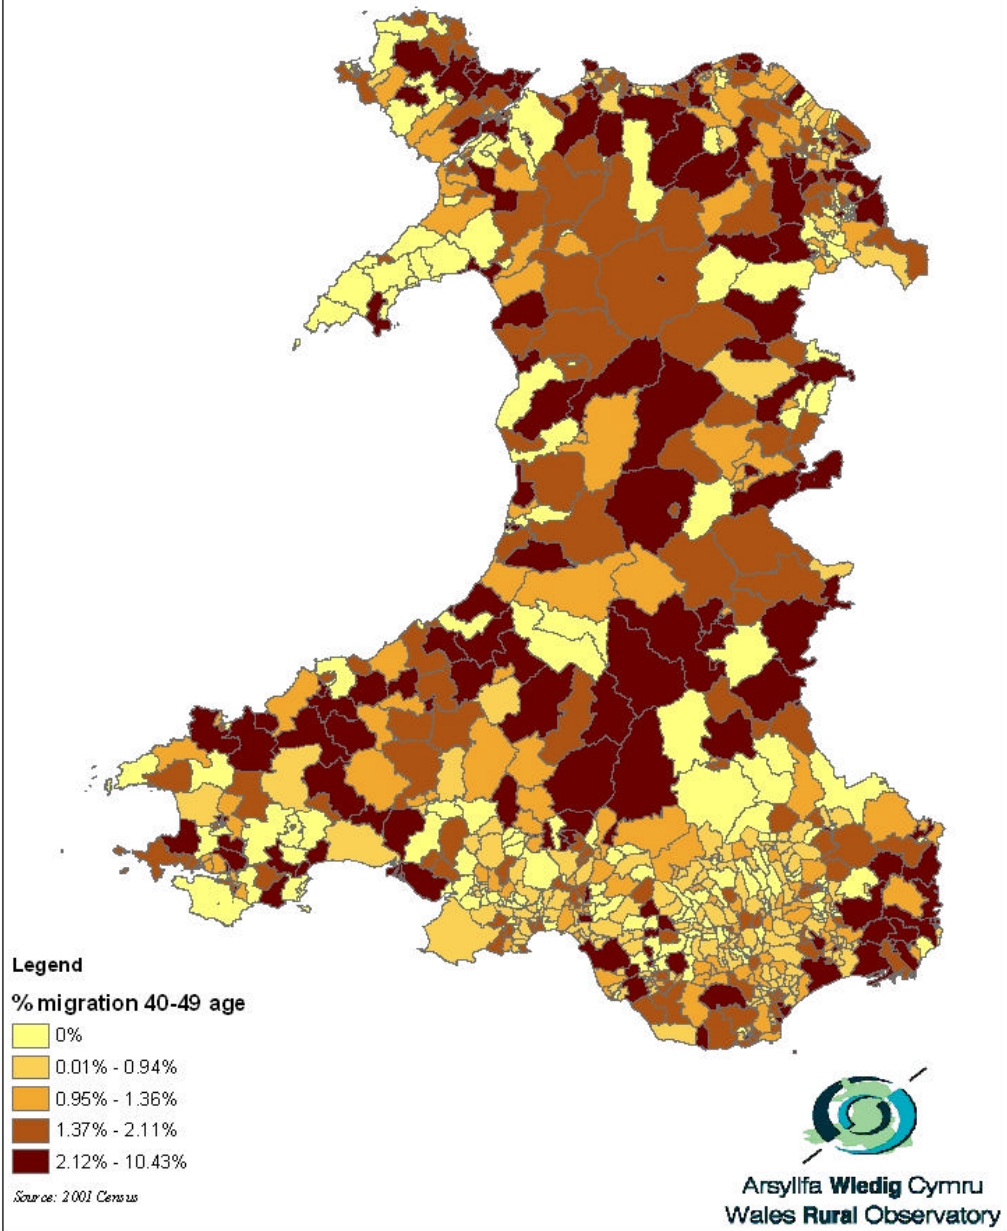 Legend
% migration 40-49 age
0%
0.01% - 0.94%
0.95% - 1.36%
1.37% - 2.11%
2.12% - 10.43%
Source: 2001 Census
Arsyllfa Wledig Cymru
Wales Rural Observatory